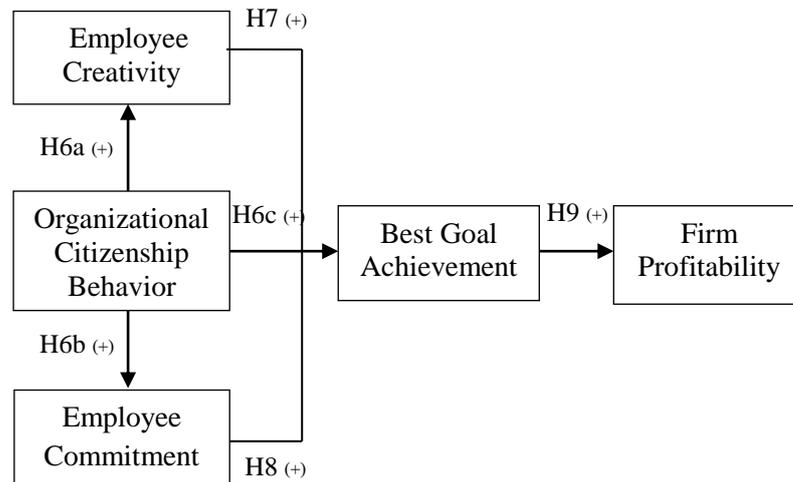 H7 (+)
Employee
Creativity
H6a (+)
Organizational
Citizenship
Behavior
H6c (+)
Best Goal
Achievement
H9 (+)
Firm
Profitability
H6b (+)
Employee
Commitment
H8 (+)